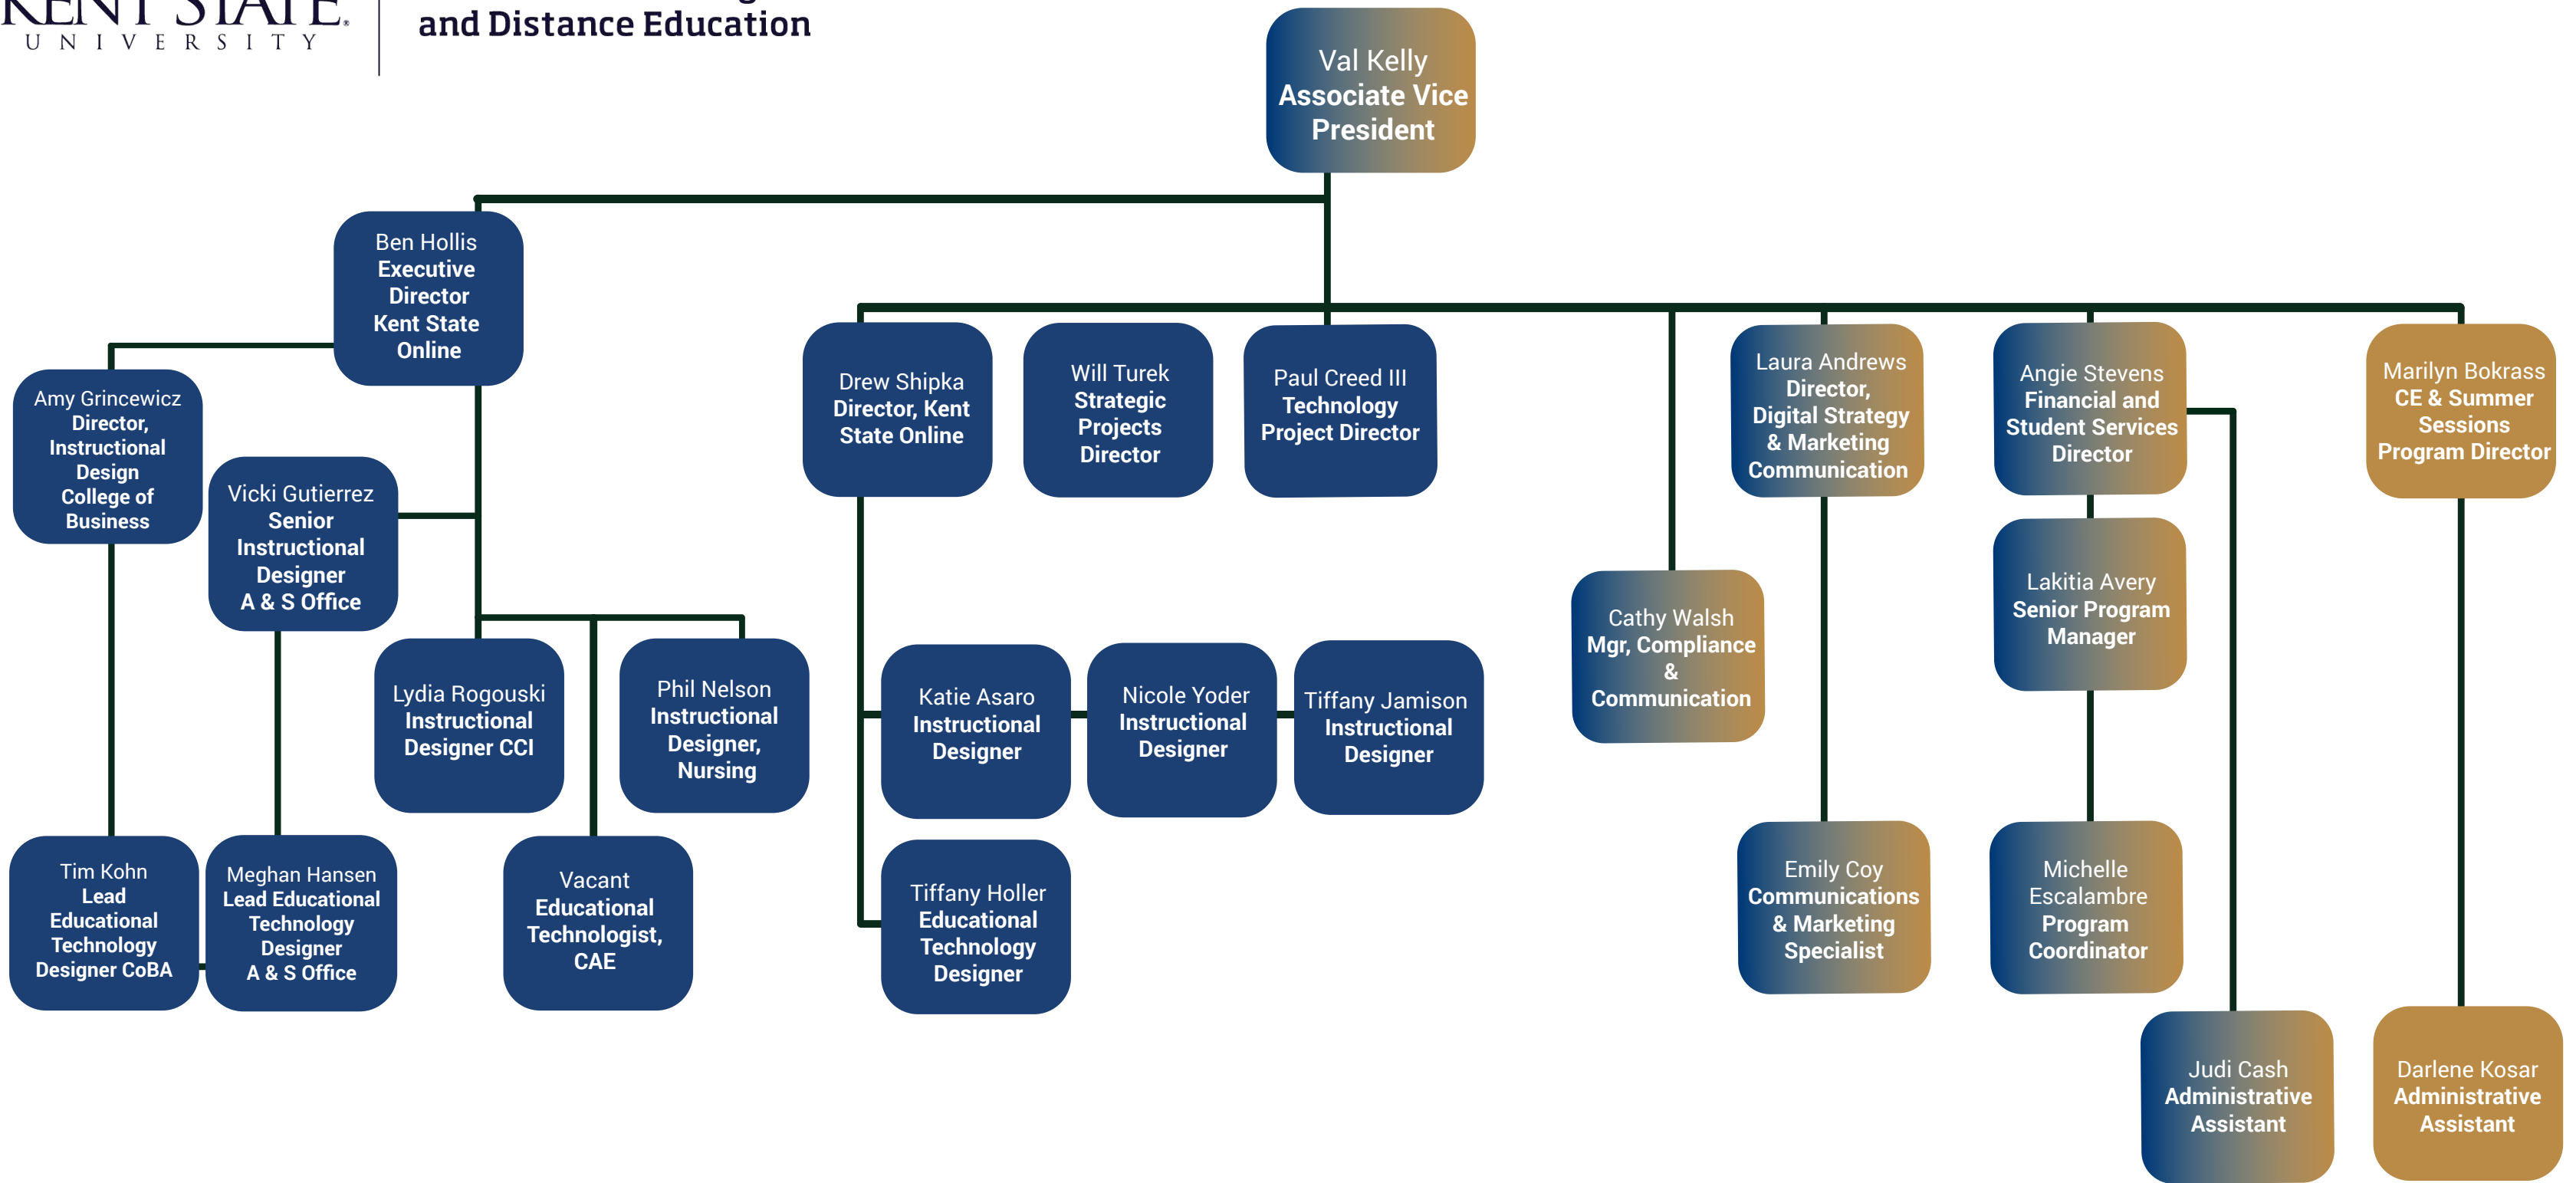 KENT STATE
UNIVERSITY
and Distance Education
Val Kelly
Associate Vice
President
Ben Hollis
Executive
Director
Kent State
Online
Amy Grincewicz
Director,
Instructional
Design
College of
Business
Vicki Gutierrez
Senior
Instructional
Designer
A & S Office
Drew Shipka
Director, Kent
State Online
Will Turek
Strategic
Projects
Director
Paul Creed III
Technology
Project Director
Laura Andrews
Director,
Digital Strategy
& Marketing
Communication
Angie Stevens
Financial and
Student Services
Director
Marilyn Bokrass
CE & Summer
Sessions
Program Director
Lakitia Avery
Senior Program
Manager
Cathy Walsh
Mgr, Compliance
&
Communication
Lydia Rogouski
Instructional
Designer CCI
Phil Nelson
Instructional
Designer,
Nursing
Katie Asaro
Instructional
Designer
Nicole Yoder
Instructional
Designer
Tiffany Jamison
Instructional
Designer
Tim Kohn
Lead
Educational
Technology
Designer CoBA
Meghan Hansen
Lead Educational
Technology
Designer
A & S Office
Vacant
Educational
Technologist,
CAE
Tiffany Holler
Educational
Technology
Designer
Emily Coy
Communications
& Marketing
Specialist
Michelle
Escalambre
Program
Coordinator
Judi Cash
Administrative
Assistant
Darlene Kosar
Administrative
Assistant